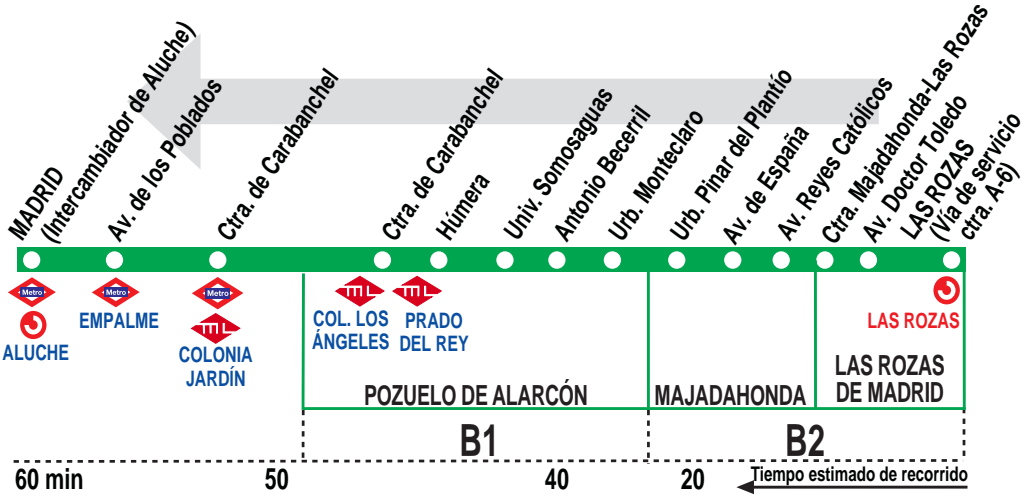 MADRID
(Intercambiador de Aluche)
Av. de los Poblados
Ctra. de Carabanchel
Ctra. de Carabanchel
Húmera
Univ. Somosaguas
Antonio Becerril
Urb. Monteclaro
Urb. Pinar del Plantío
Av. de España
Av. Reyes Católicos
Ctra. Majadahonda-Las Rozas
Av. Doctor Toledo
LAS ROZAS
(Vía de servicio
ctra. A-6)
Metro
ALUCHE
Metro
EMPALME
Metro
ML
COLONIA
JARDÍN
ML
COL. LOS
ÁNGELES
ML
PRADO
DEL REY
LAS ROZAS
POZUELO DE ALARCÓN
MAJADAHONDA
LAS ROZAS
DE MADRID
B1
B2
60 min
50
40
20
Tiempo estimado de recorrido